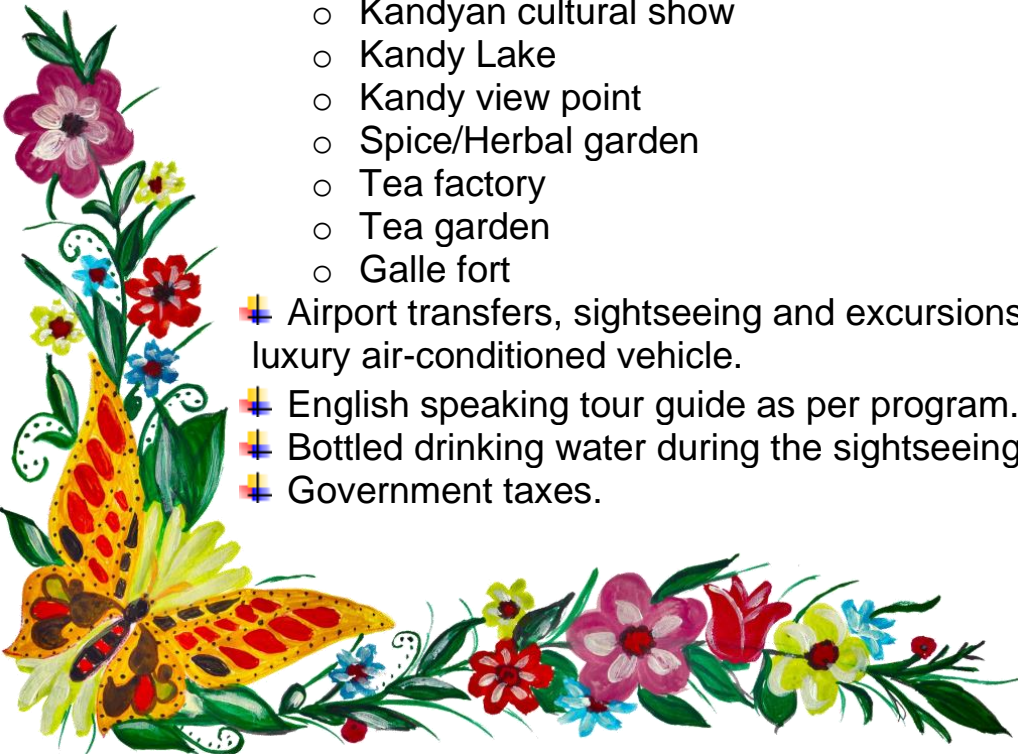 Kandyan cultural show
Kandy Lake
Kandy view point
Spice/Herbal garden
Tea factory
Tea garden
Galle fort
Airport transfers, sightseeing and excursions
luxury air-conditioned vehicle.
English speaking tour guide as per program.
Bottled drinking water during the sightseeing
Government taxes.